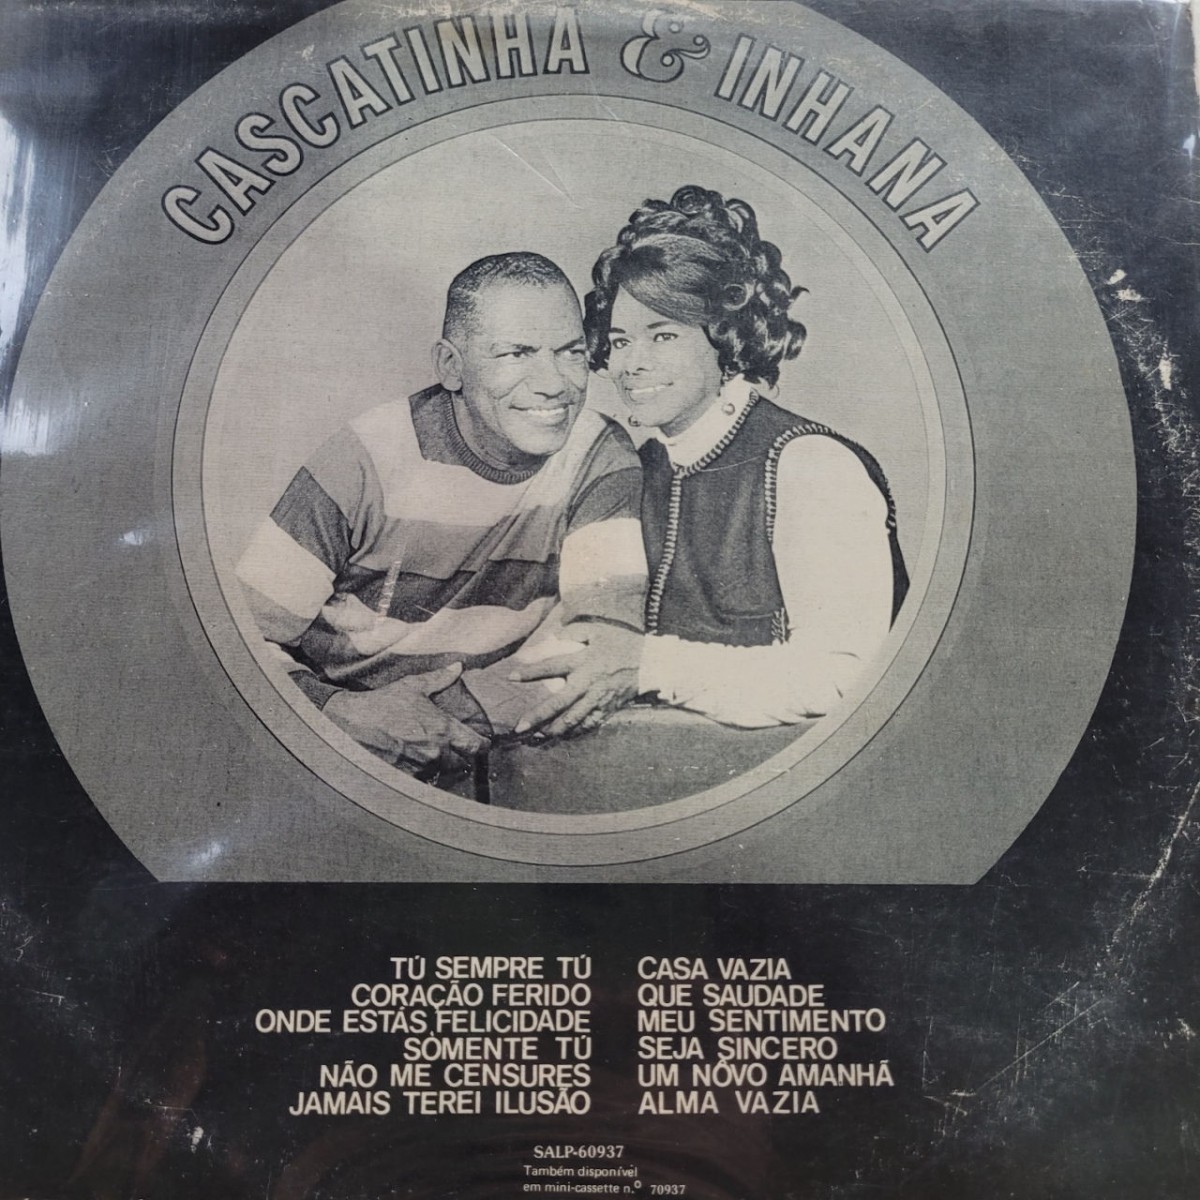 CASCATINHA & INHANA
TÚ SEMPRE TÚ
CORAÇÃO FERIDO
ONDE ESTÁS, FELICIDADE
SÒMENTE TÚ
NÃO ME CENSURES
JAMAIS TEREI ILUSÃO
CASA VAZIA
QUE SAUDADE
MEU SENTIMENTO
SEJA SINCERO
UM NÔVO AMANHÃ
ALMA VAZIA
SALP-60937
Também disponível
em mini-cassette n.º 70937